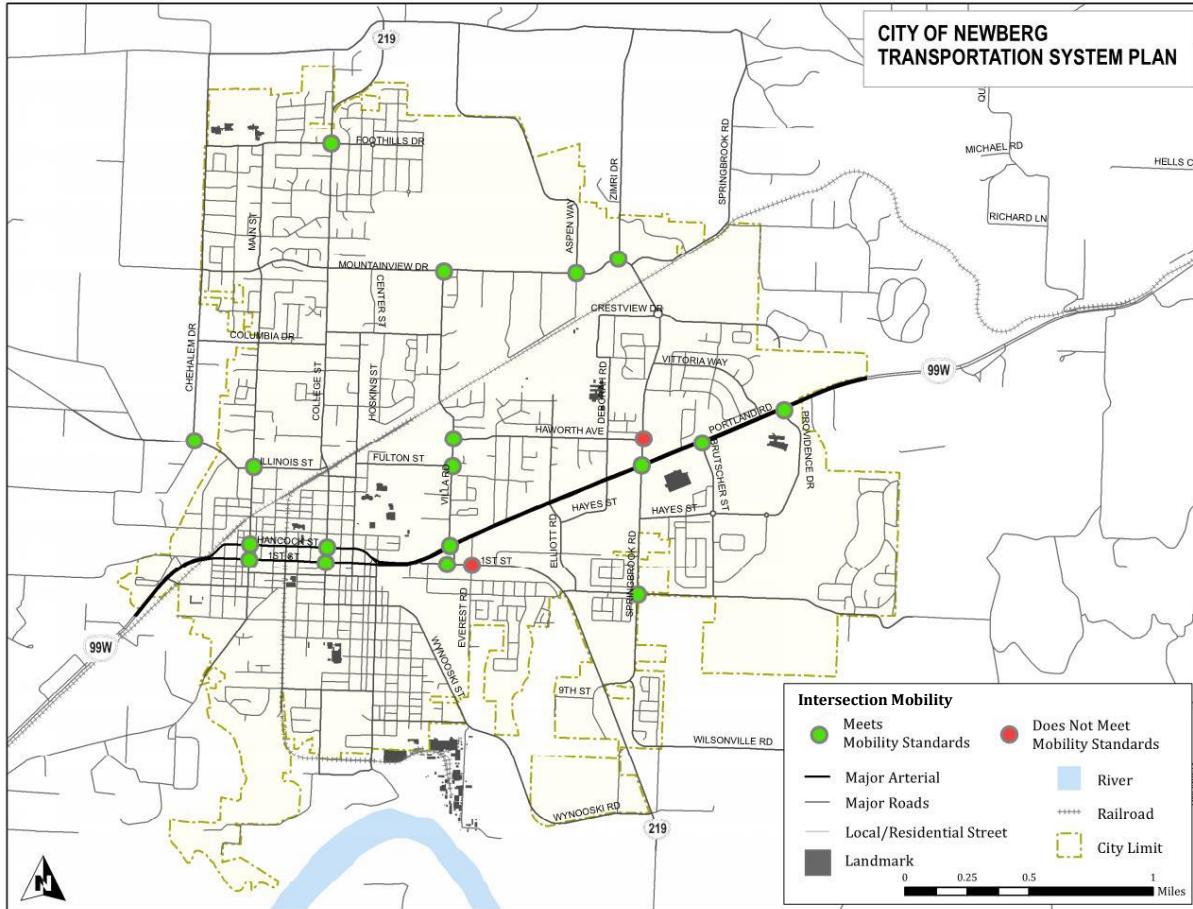 CITY OF NEWBERG
TRANSPORTATION SYSTEM PLAN
219
FOOTHILLS DR
MAIN ST
MOUNTAINVIEW DR
CENTER ST
ASPEN WAY
ZIMRI DR
SPRINGBROOK RD
MICHAEL RD
HELLS C
RICHARD LN
QU
CHEHALEM DR
COLUMBIA DR
COLLEGE ST
HOSKINS ST
CRESTVIEW DR
VITTORIA WAY
DEBORAH RD
99W
PORTLAND RD
HAWORTH AVE
BRUTSCHER ST
PROVIDENCE DR
ILLINOIS ST
FULTON ST
VILLA RD
HAYES ST
HAYES ST
ELLIOTT RD
SPRINGBROOK RD
HANCOCK ST
1ST ST
1ST ST
EVEREST RD
WYNOOSKI ST
99W
9TH ST
WILSONVILLE RD
WYNOOSKI RD
219
N
Intersection Mobility
Meets
Mobility Standards
Does Not Meet
Mobility Standards
Major Arterial
Major Roads
Local/Residential Street
Landmark
River
Railroad
City Limit
0 0.25 0.5 1
Miles